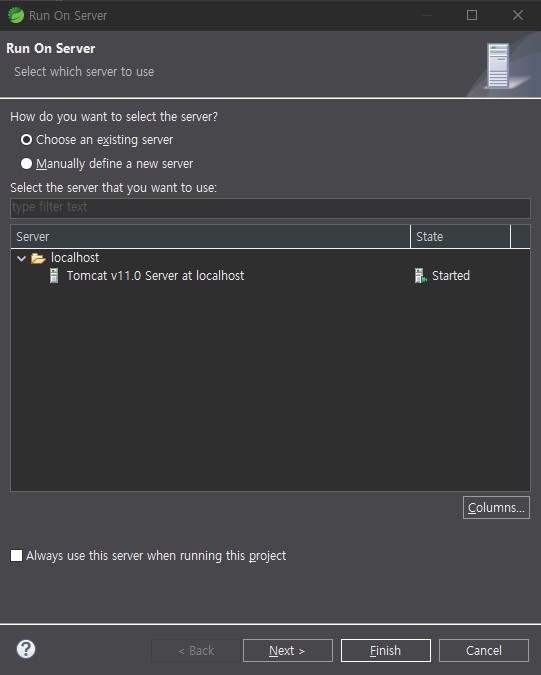 Run On Server
Run On Server
Select which server to use
How do you want to select the server?
Choose an existing server
Manually define a new server
Select the server that you want to use:
type filter text
Server State
localhost
Tomcat v11.0 Server at localhost Started
Columns...
Always use this server when running this project
? < Back Next > Finish Cancel